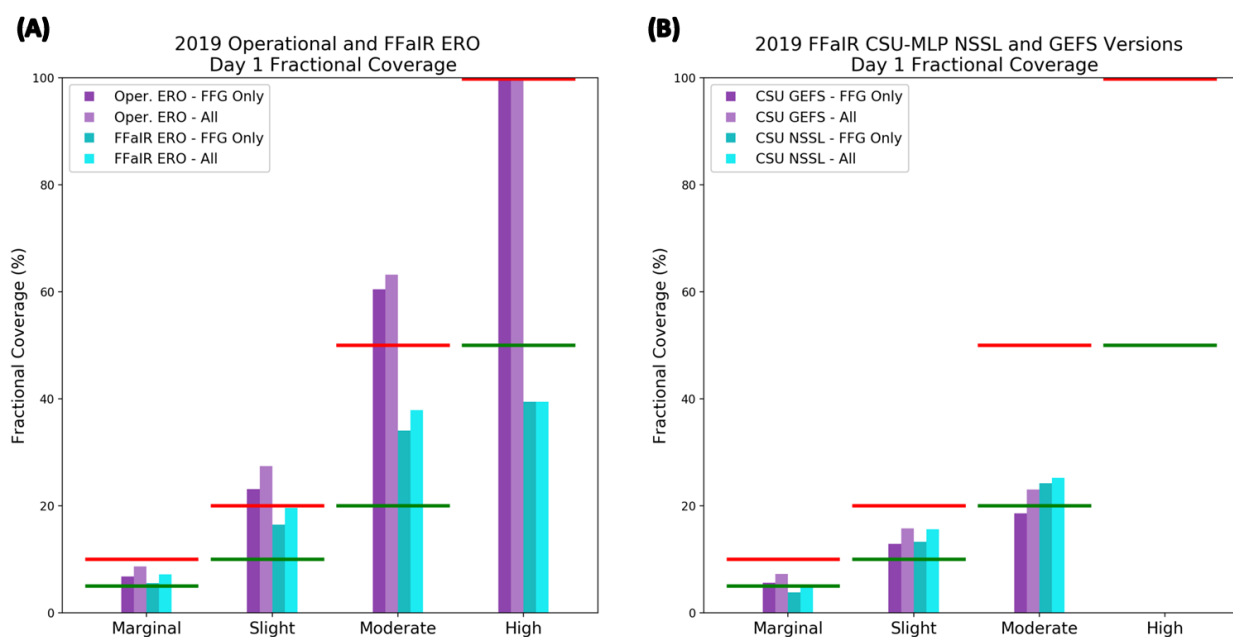 (A)
2019 Operational and FFaIR ERO
Day 1 Fractional Coverage
Oper. ERO - FFG Only
Oper. ERO - All
FFaIR ERO - FFG Only
FFaIR ERO - All
Fractional Coverage (%)
100
80
60
40
20
0
Marginal Slight Moderate High
(B)
2019 FFaIR CSU-MLP NSSL and GEFS Versions
Day 1 Fractional Coverage
CSU GEFS - FFG Only
CSU GEFS - All
CSU NSSL - FFG Only
CSU NSSL - All
Fractional Coverage (%)
100
80
60
40
20
0
Marginal Slight Moderate High